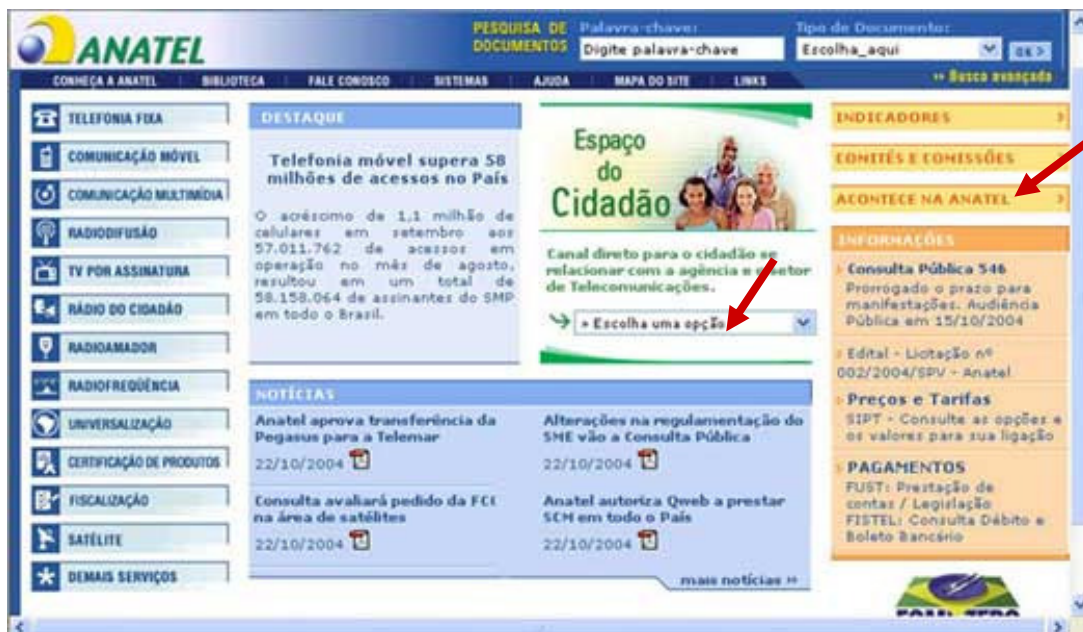 ANATEL
PESQUISA DE DOCUMENTOS
Palavra-chave:
Digite palavra-chave
Tipo de Documento:
Escolha_aqui
OK >
CONHEÇA A ANATEL
BIBLIOTECA
FALE CONOSCO
SISTEMAS
AJUDA
MAPA DO SITE
LINKS
» Busca avançada
TELEFONIA FIXA
COMUNICAÇÃO MÓVEL
COMUNICAÇÃO MULTIMÍDIA
RADIODIFUSÃO
TV POR ASSINATURA
RÁDIO DO CIDADÃO
RADIOAMADOR
RADIOFREQÜÊNCIA
UNIVERSALIZAÇÃO
CERTIFICAÇÃO DE PRODUTOS
FISCALIZAÇÃO
SATÉLITE
DEMAIS SERVIÇOS
DESTAQUE
Telefonia móvel supera 58
milhões de acessos no País
O acréscimo de 1,1 milhão de
celulares em setembro aos
57.011.762 de acessos em
operação no mês de agosto,
resultou em um total de
58.158.064 de assinantes do SMP
em todo o Brasil.
Espaço
do
Cidadão
Canal direto para o cidadão se
relacionar com a agência e o setor
de Telecomunicações.
» Escolha uma opção
NOTÍCIAS
Anatel aprova transferência da
Pegasus para a Telemar
22/10/2004
Consulta avaliará pedido da FCC
na área de satélites
22/10/2004
Alterações na regulamentação do
SME vão a Consulta Pública
22/10/2004
Anatel autoriza Qweb a prestar
SCM em todo o País
22/10/2004
mais notícias »
INDICADORES
COMITÊS E COMISSÕES
ACONTECE NA ANATEL
INFORMAÇÕES
Consulta Pública 546
Prorrogado o prazo para
manifestações. Audiência
Pública em 15/10/2004
Edital - Licitação nº
002/2004/SPV - Anatel
Preços e Tarifas
SIPT - Consulte as opções e
os valores para sua ligação
PAGAMENTOS
FUST: Prestação de
contas / Legislação
FISTEL: Consulta Débito e
Boleto Bancário
FOME ZERO